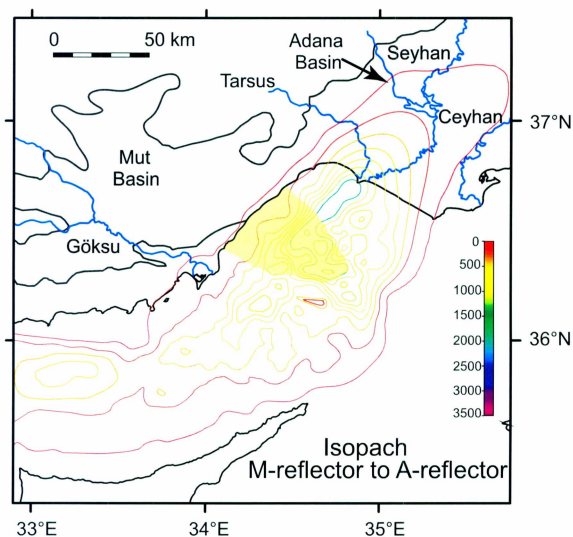 0 50 km
Adana
Basin
Seyhan
Tarsus
Ceyhan
37°N
Mut
Basin
Göksu
0
500
1000
1500
2000
2500
3000
3500
36°N
Isopach
M-reflector to A-reflector
33°E 34°E 35°E